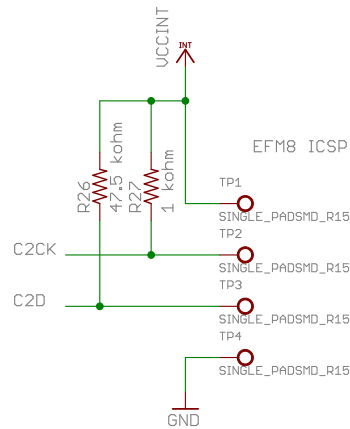 VCCINT
INT
EFM8 ICSP
R26
47.5 kohm
R27
1 kohm
TP1
SINGLE_PADSMD_R15
TP2
C2CK
SINGLE_PADSMD_R15
TP3
C2D
SINGLE_PADSMD_R15
TP4
SINGLE_PADSMD_R15
GND